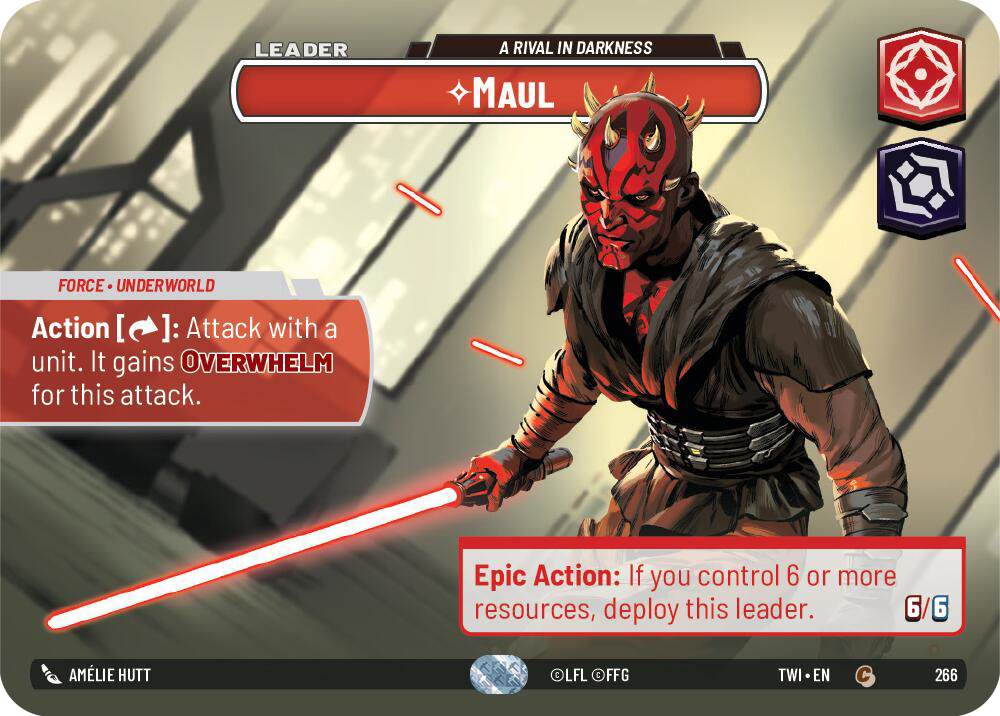 LEADER
A RIVAL IN DARKNESS
MAUL
FORCE • UNDERWORLD
Action [ ]: Attack with a
unit. It gains OVERWHELM
for this attack.
Epic Action: If you control 6 or more
resources, deploy this leader.
6/6
AMÉLIE HUTT
©LFL ©FFG
TWI • EN
C
266